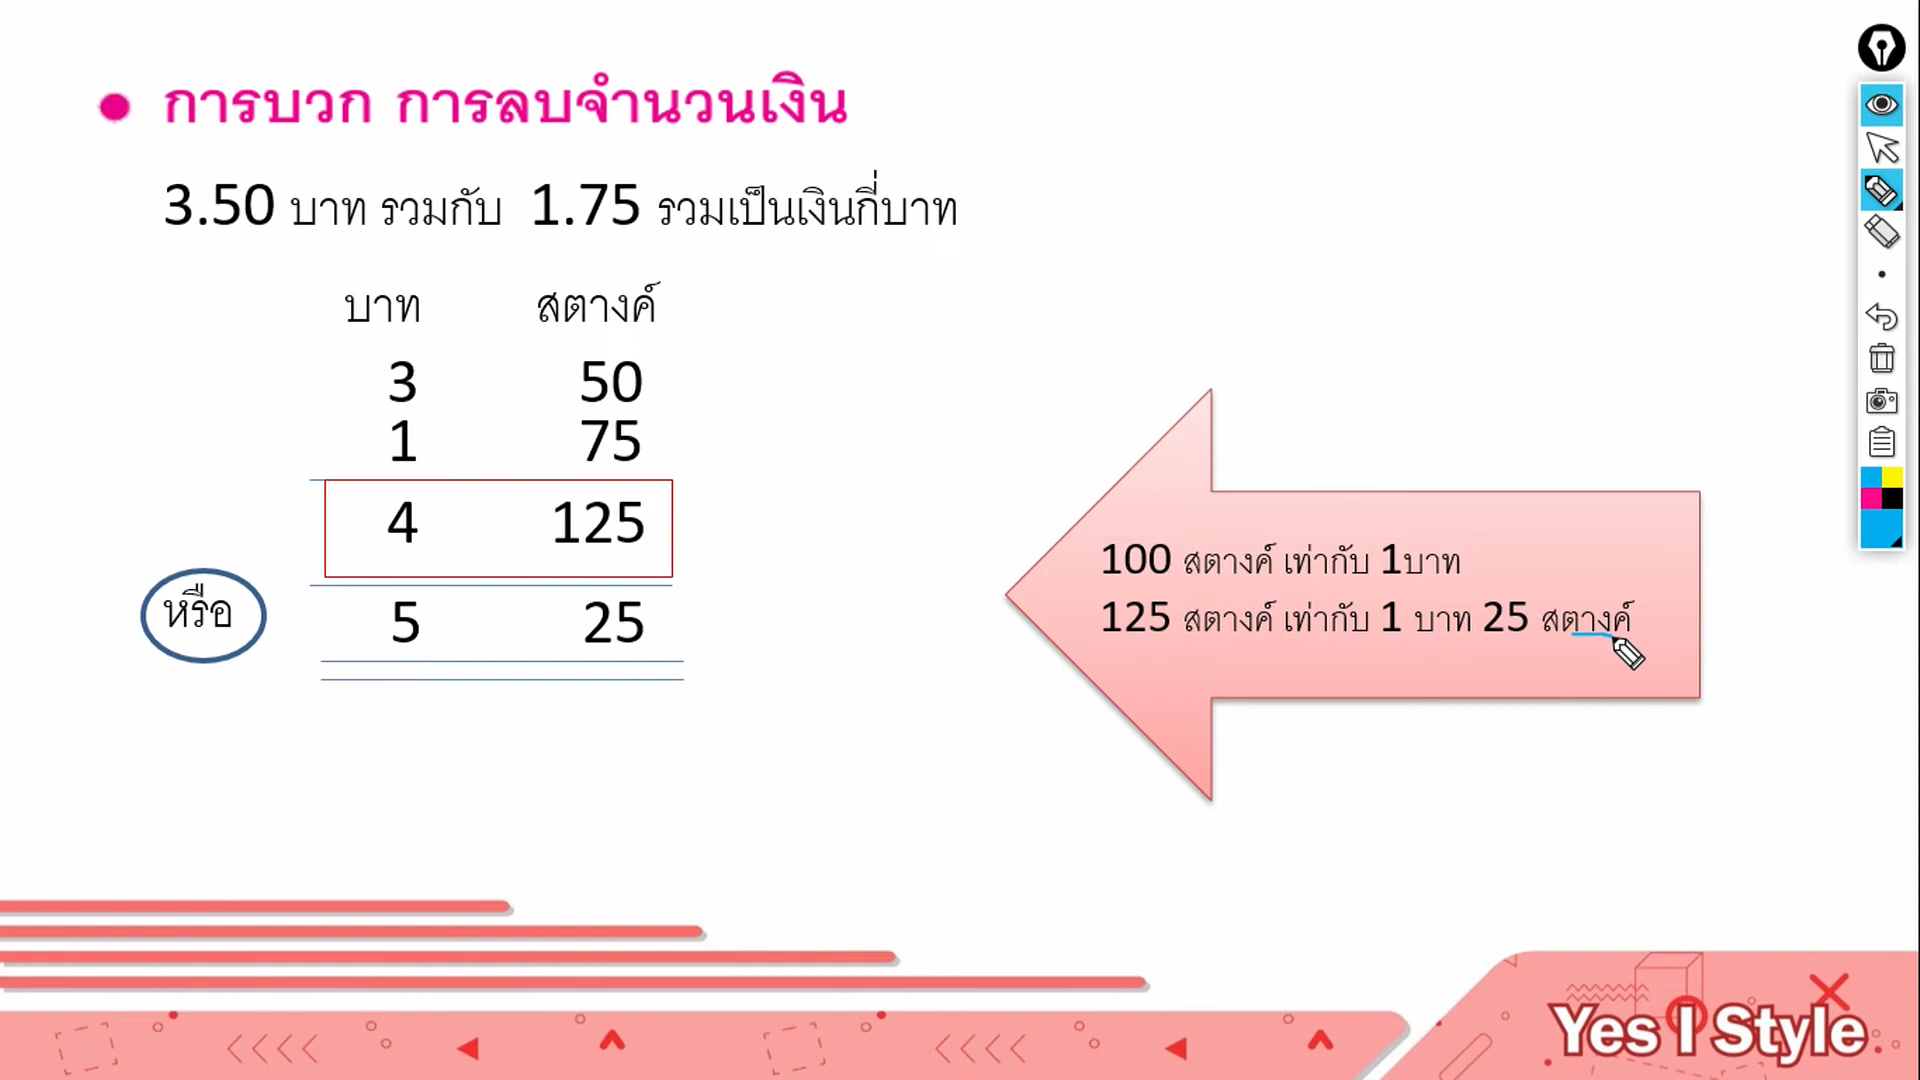 การบวก การลบจำนวนเงิน
3.50 บาท รวมกับ 1.75 รวมเป็นเงินกี่บาท
บาท สตางค์
3 50
1 75
4 125
หรือ 5 25
100 สตางค์ เท่ากับ 1บาท
125 สตางค์ เท่ากับ 1 บาท 25 สตางค์
Yes I Style